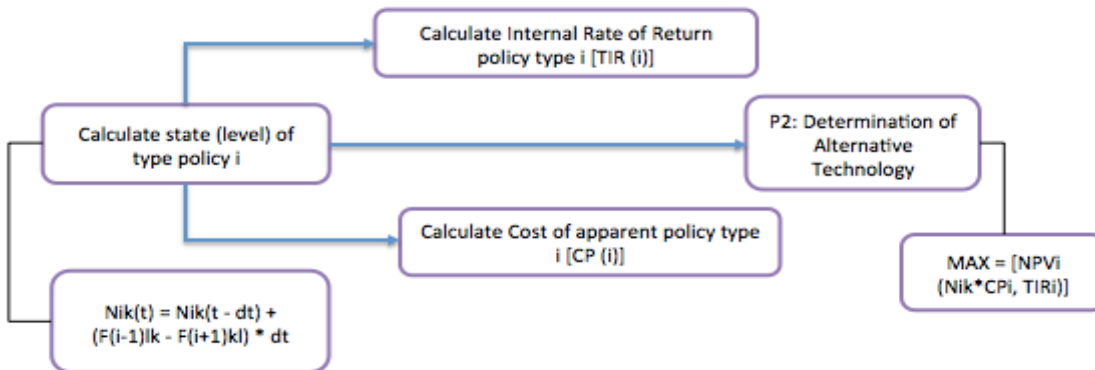 Calculate Internal Rate of Return
policy type i [TIR (i)]
Calculate state (level) of
type policy i
P2: Determination of
Alternative
Technology
Calculate Cost of apparent policy type
i [CP (i)]
MAX = [NPVi
(Nik*CPi, TIRi)]
Nik(t) = Nik(t - dt) +
(F(i-1)lk - F(i+1)kl) * dt